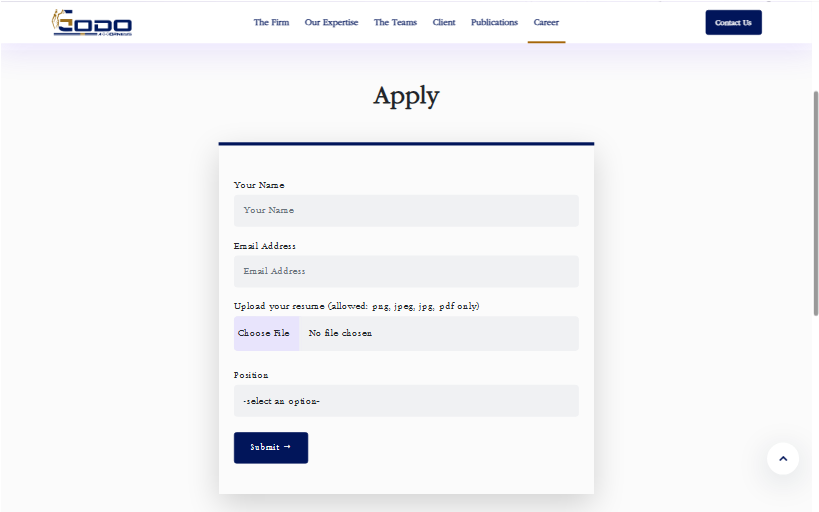 GODO
The Firm Our Expertise The Teams Client Publications Career Contact Us
Apply
Your Name
Your Name
Email Address
Email Address
Upload your resume (allowed: png, jpeg, jpg, pdf only)
Choose File No file chosen
Position
-select an option-
Submit →